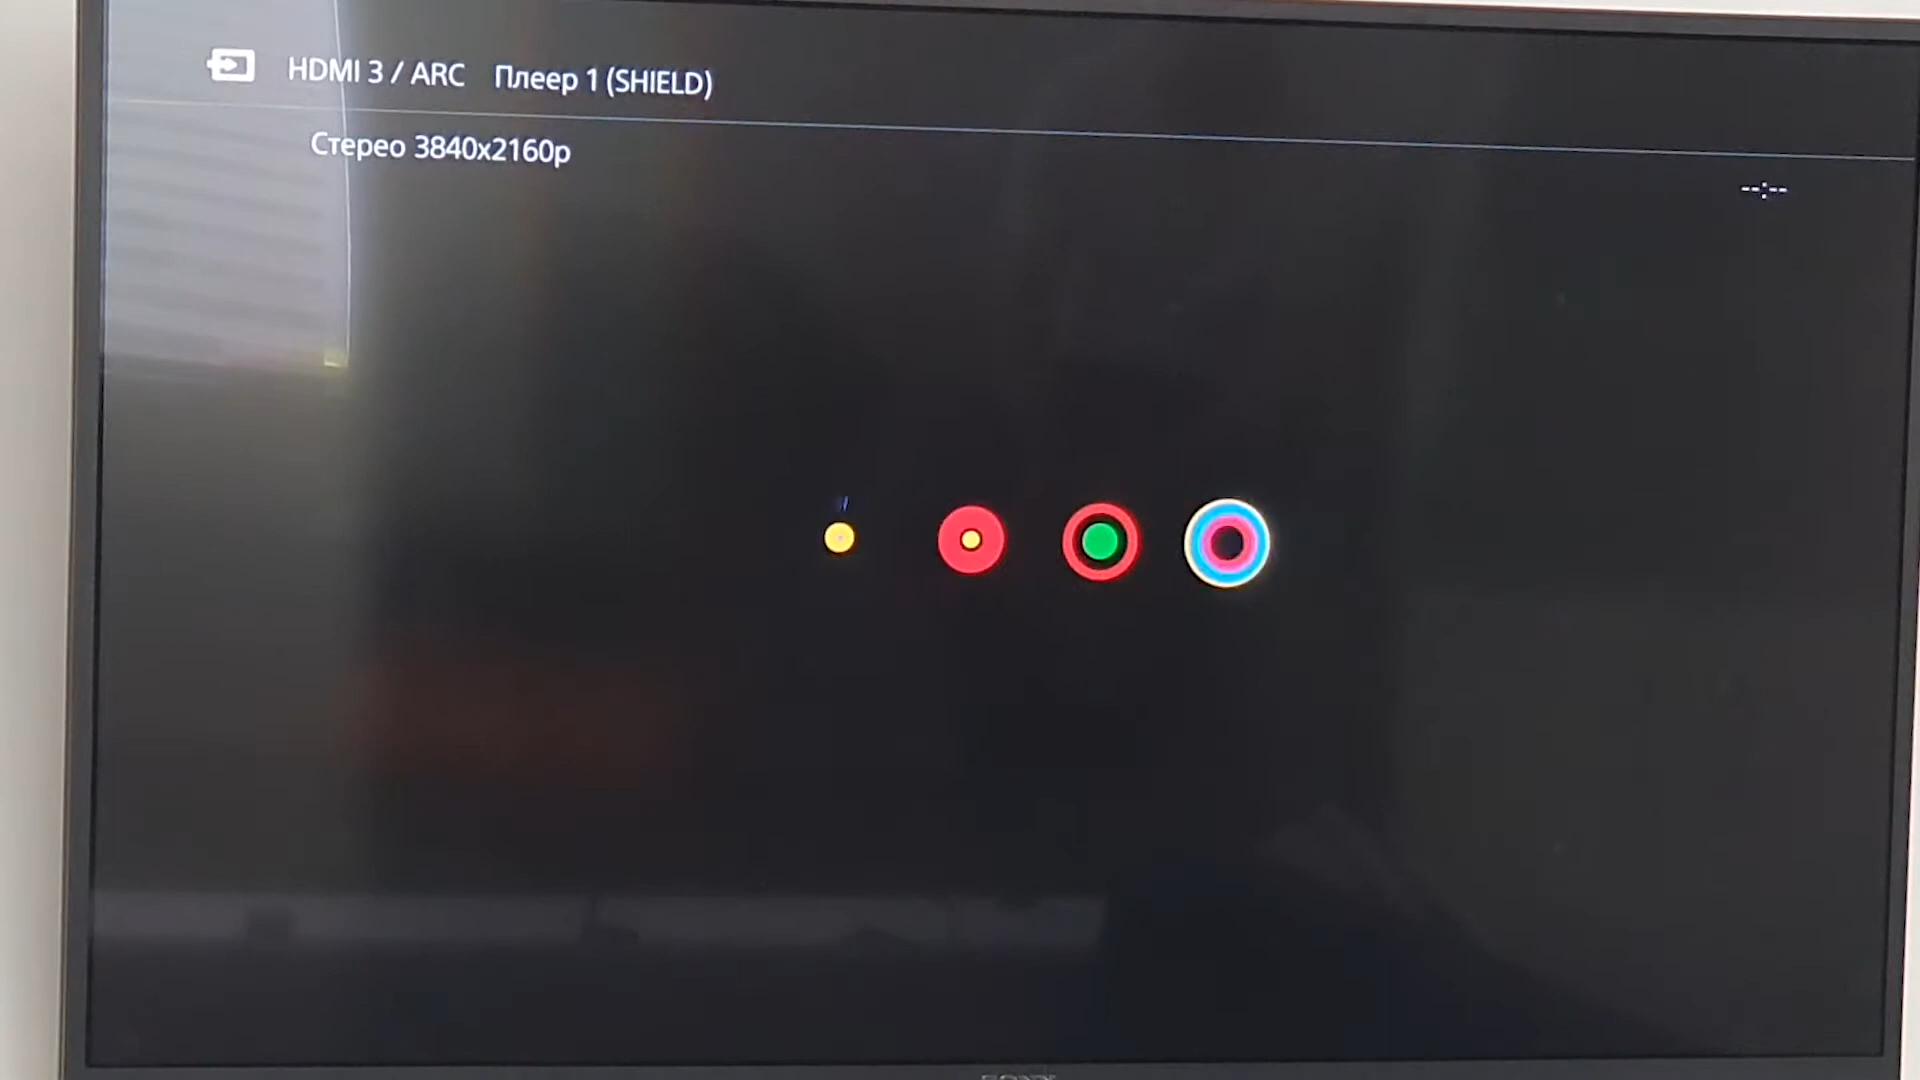 HDMI 3 / ARC Плеер 1 (SHIELD)
Стерео 3840x2160p
--:--